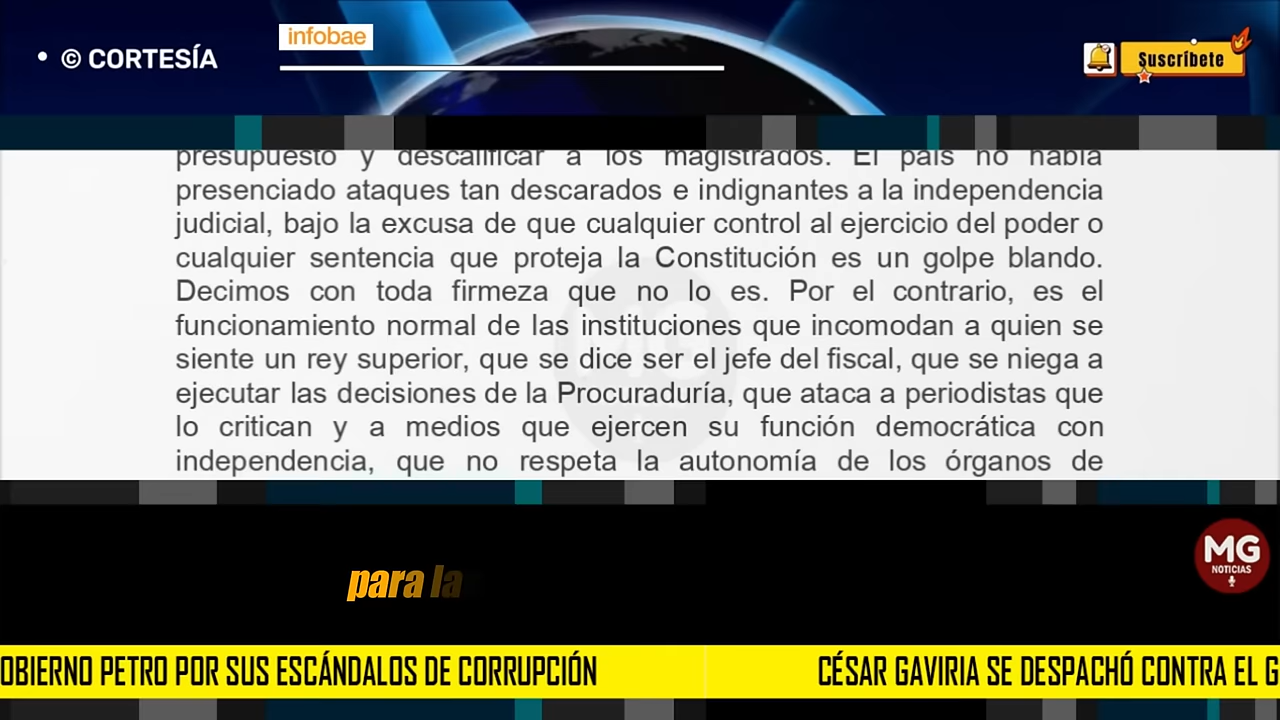 infobae
• © CORTESÍA
Suscríbete
presupuesto y descalificar a los magistrados. El país no había
presenciado ataques tan descarados e indignantes a la independencia
judicial, bajo la excusa de que cualquier control al ejercicio del poder o
cualquier sentencia que proteja la Constitución es un golpe blando.
Decimos con toda firmeza que no lo es. Por el contrario, es el
funcionamiento normal de las instituciones que incomodan a quien se
siente un rey superior, que se dice ser el jefe del fiscal, que se niega a
ejecutar las decisiones de la Procuraduría, que ataca a periodistas que
lo critican y a medios que ejercen su función democrática con
independencia, que no respeta la autonomía de los órganos de
MG
NOTICIAS
para la
OBIERNO PETRO POR SUS ESCÁNDALOS DE CORRUPCIÓN
CÉSAR GAVIRIA SE DESPACHÓ CONTRA EL G